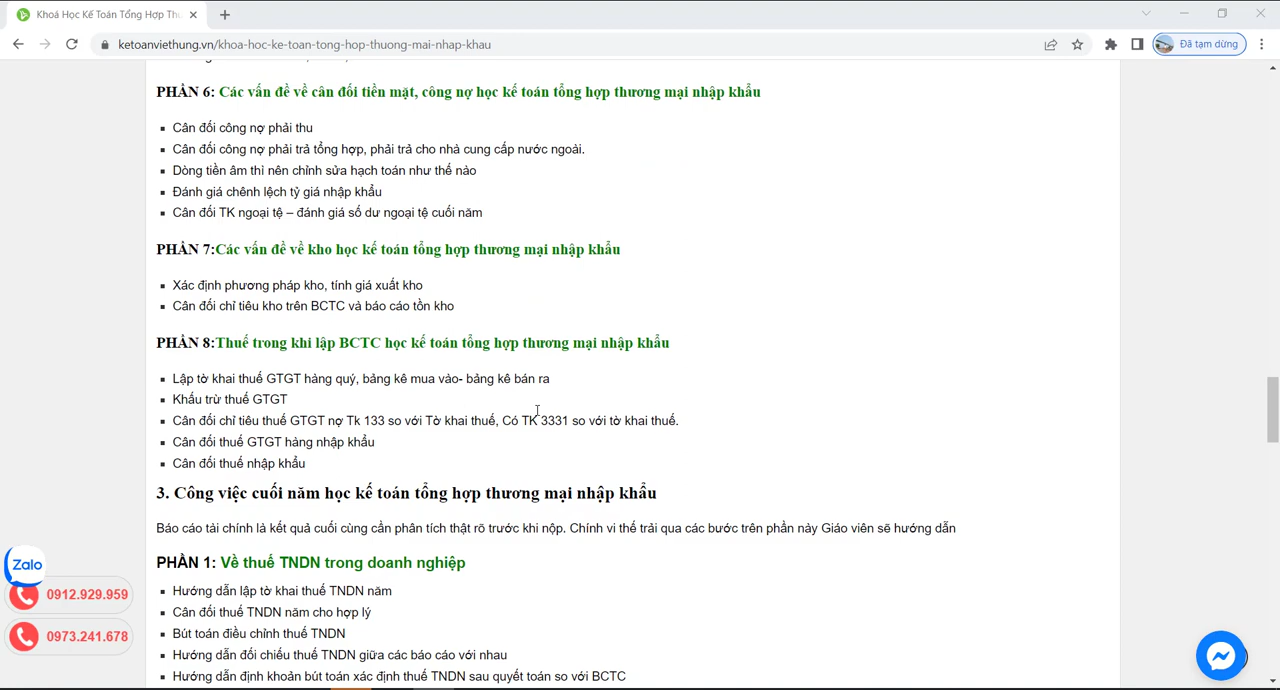 Khoá Học Kế Toán Tổng Hợp Thư
ketoanviethung.vn/khoa-hoc-ke-toan-tong-hop-thuong-mai-nhap-khau
Đã tạm dừng
PHẦN 6: Các vấn đề về cân đối tiền mặt, công nợ học kế toán tổng hợp thương mại nhập khẩu
Cân đối công nợ phải thu
Cân đối công nợ phải trả tổng hợp, phải trả cho nhà cung cấp nước ngoài.
Dòng tiền âm thì nên chỉnh sửa hạch toán như thế nào
Đánh giá chênh lệch tỷ giá nhập khẩu
Cân đối TK ngoại tệ – đánh giá số dư ngoại tệ cuối năm
PHẦN 7:Các vấn đề về kho học kế toán tổng hợp thương mại nhập khẩu
Xác định phương pháp kho, tính giá xuất kho
Cân đối chỉ tiêu kho trên BCTC và báo cáo tồn kho
PHẦN 8:Thuế trong khi lập BCTC học kế toán tổng hợp thương mại nhập khẩu
Lập tờ khai thuế GTGT hàng quý, bảng kê mua vào- bảng kê bán ra
Khấu trừ thuế GTGT
Cân đối chỉ tiêu thuế GTGT nợ Tk 133 so với Tờ khai thuế, Có TK 3331 so với tờ khai thuế.
Cân đối thuế GTGT hàng nhập khẩu
Cân đối thuế nhập khẩu
3. Công việc cuối năm học kế toán tổng hợp thương mại nhập khẩu
Báo cáo tài chính là kết quả cuối cùng cần phân tích thật rõ trước khi nộp. Chính vì thế trải qua các bước trên phần này Giáo viên sẽ hướng dẫn
PHẦN 1: Về thuế TNDN trong doanh nghiệp
Hướng dẫn lập tờ khai thuế TNDN năm
Cân đối thuế TNDN năm cho hợp lý
Bút toán điều chỉnh thuế TNDN
Hướng dẫn đối chiếu thuế TNDN giữa các báo cáo với nhau
Hướng dẫn định khoản bút toán xác định thuế TNDN sau quyết toán so với BCTC
Zalo
0912.929.959
0973.241.678